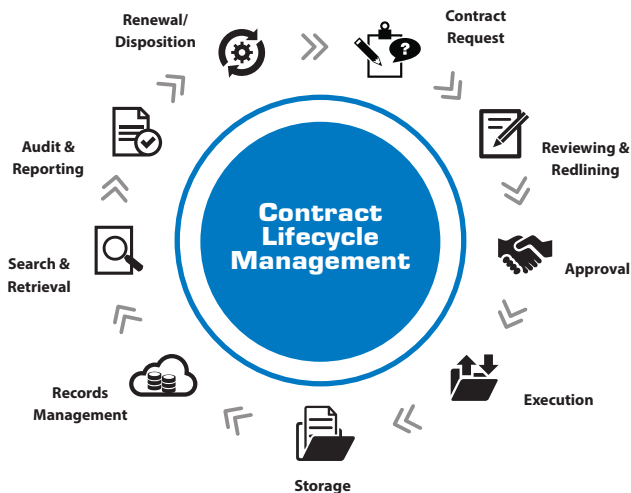 Renewal/
Disposition
Contract
Request
?
Reviewing &
Redlining
Approval
Execution
Storage
Records
Management
Search &
Retrieval
Audit &
Reporting
Contract
Lifecycle
Management